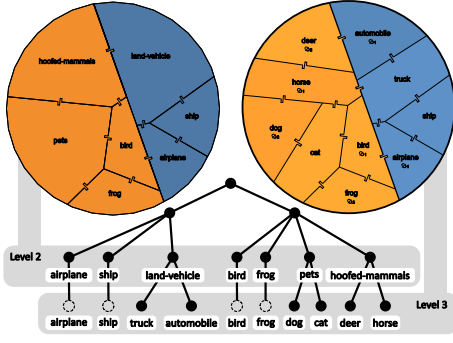 hoofed-mammals
land-vehicle
ship
pets
bird
airplane
frog
deer
automobile
horse
truck
dog
cat
bird
ship
airplane
frog
Level 2
airplane ship land-vehicle bird frog pets hoofed-mammals
Level 3
airplane ship truck automobile bird frog dog cat deer horse